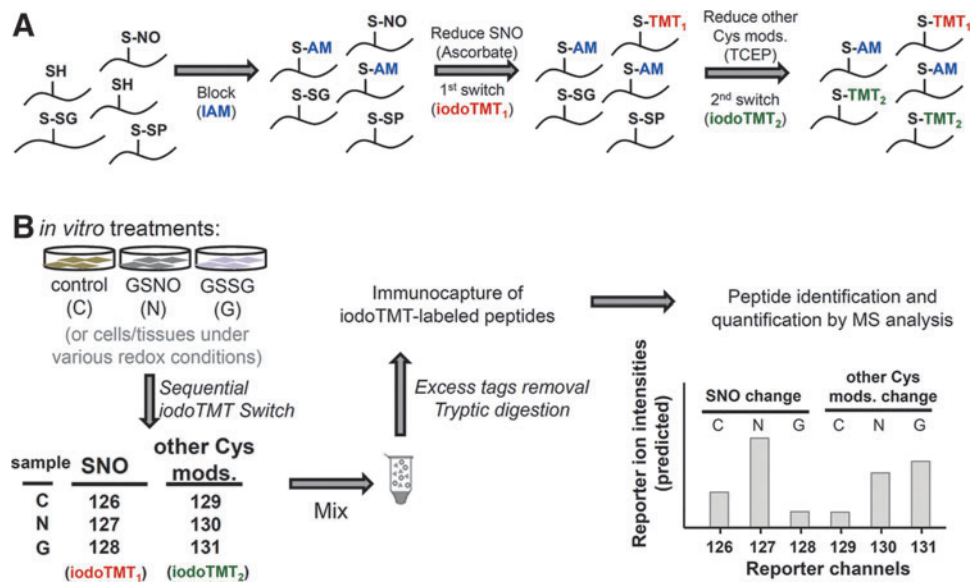 A
SH
S-NO
SH
S-SG
S-SP
Block
(IAM)
S-NO
S-AM
S-AM
S-SG
S-SP
Reduce SNO
(Ascorbate)
1st switch
(iodoTMT1)
S-TMT1
S-AM
S-AM
S-SG
S-SP
Reduce other
Cys mods.
(TCEP)
2nd switch
(iodoTMT2)
S-TMT1
S-AM
S-AM
S-TMT2
S-TMT2
B in vitro treatments:
control GSNO GSSG
(C) (N) (G)
(or cells/tissues under
various redox conditions)
Sequential
iodoTMT Switch
sample SNO other Cys mods.
C 126 129
N 127 130
G 128 131
(iodoTMT1) (iodoTMT2)
Mix
Excess tags removal
Tryptic digestion
Immunocapture of
iodoTMT-labeled peptides
Peptide identification and
quantification by MS analysis
Reporter ion intensities
(predicted)
SNO change
other Cys
mods. change
C N G C N G
126 127 128 129 130 131
Reporter channels